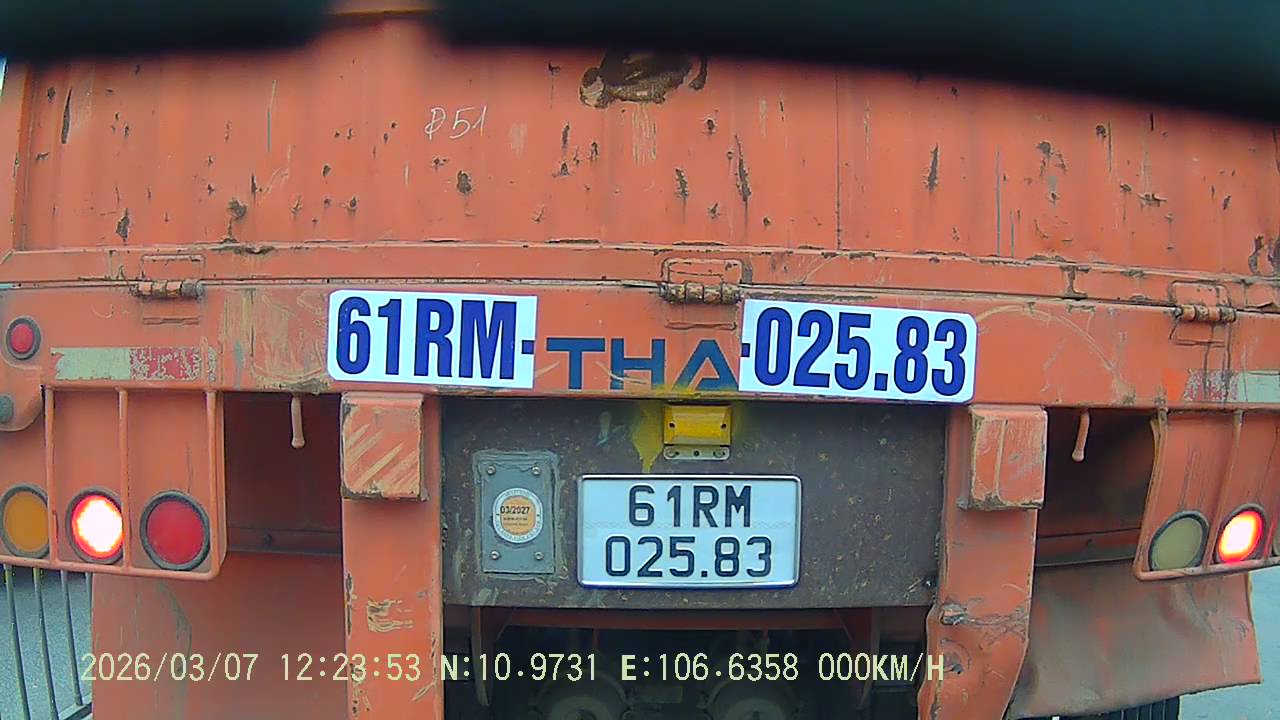 D51
61RM-
THA
-025.83
03/2027
61RM
025.83
2026/03/07 12:23:53 N:10.9731 E:106.6358 000KM/H